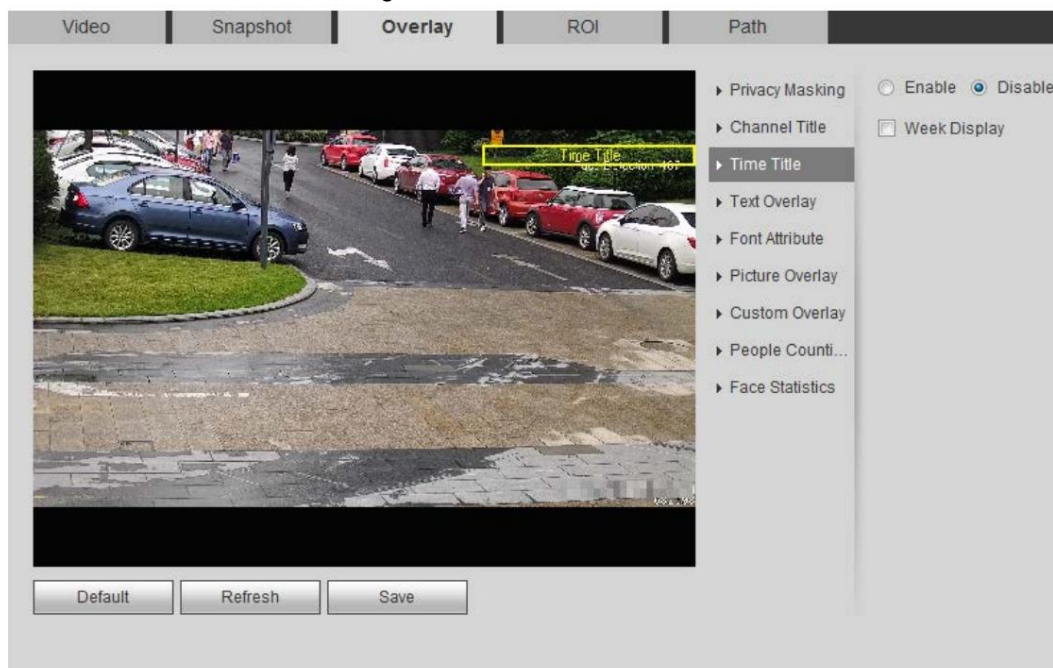 Video Snapshot Overlay ROI Path
Privacy Masking
Channel Title
Time Title
Text Overlay
Font Attribute
Picture Overlay
Custom Overlay
People Counti...
Face Statistics
Enable Disable
Week Display
Time Title
Default Refresh Save